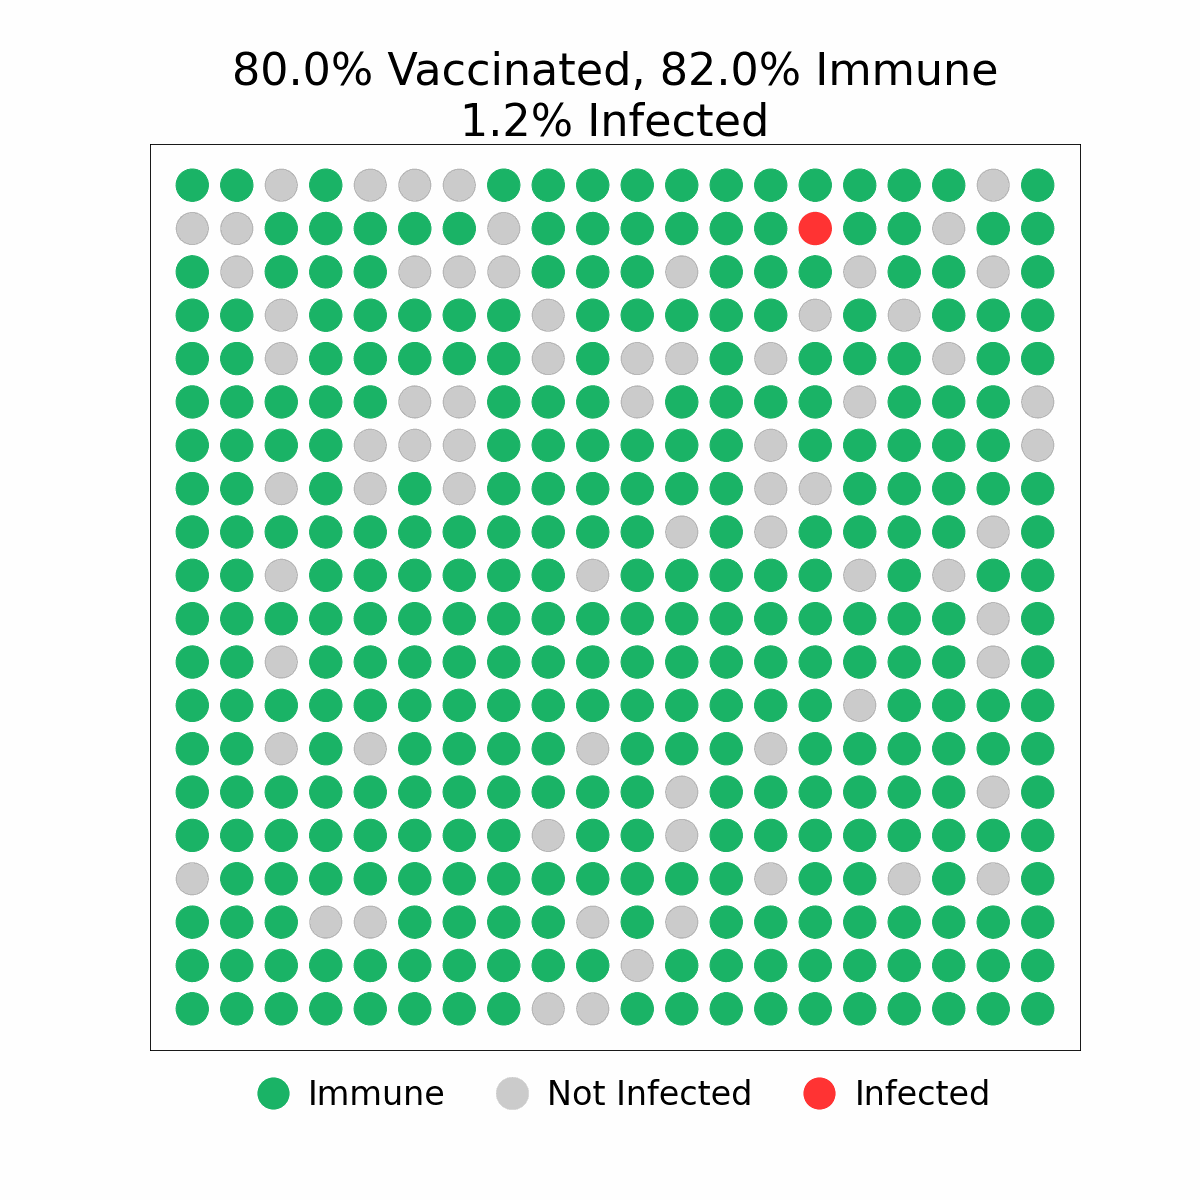 80.0% Vaccinated, 82.0% Immune
1.2% Infected
Immune
Not Infected
Infected